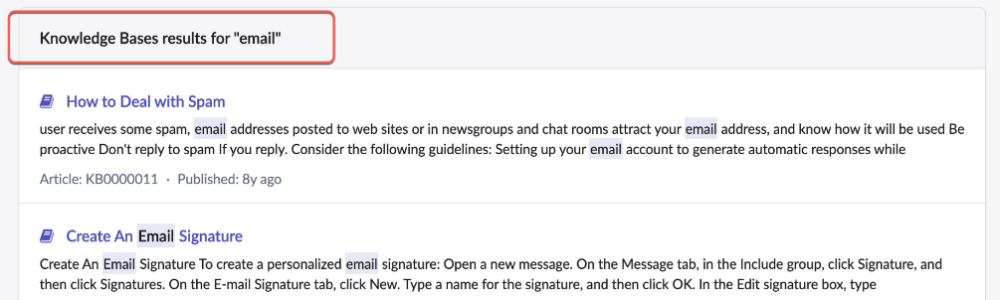 Knowledge Bases results for "email"
How to Deal with Spam
user receives some spam, email addresses posted to web sites or in newsgroups and chat rooms attract your email address, and know how it will be used Be
proactive Don't reply to spam If you reply. Consider the following guidelines: Setting up your email account to generate automatic responses while
Article: KB0000011 · Published: 8y ago
Create An Email Signature
Create An Email Signature To create a personalized email signature: Open a new message. On the Message tab, in the Include group, click Signature, and
then click Signatures. On the E-mail Signature tab, click New. Type a name for the signature, and then click OK. In the Edit signature box, type